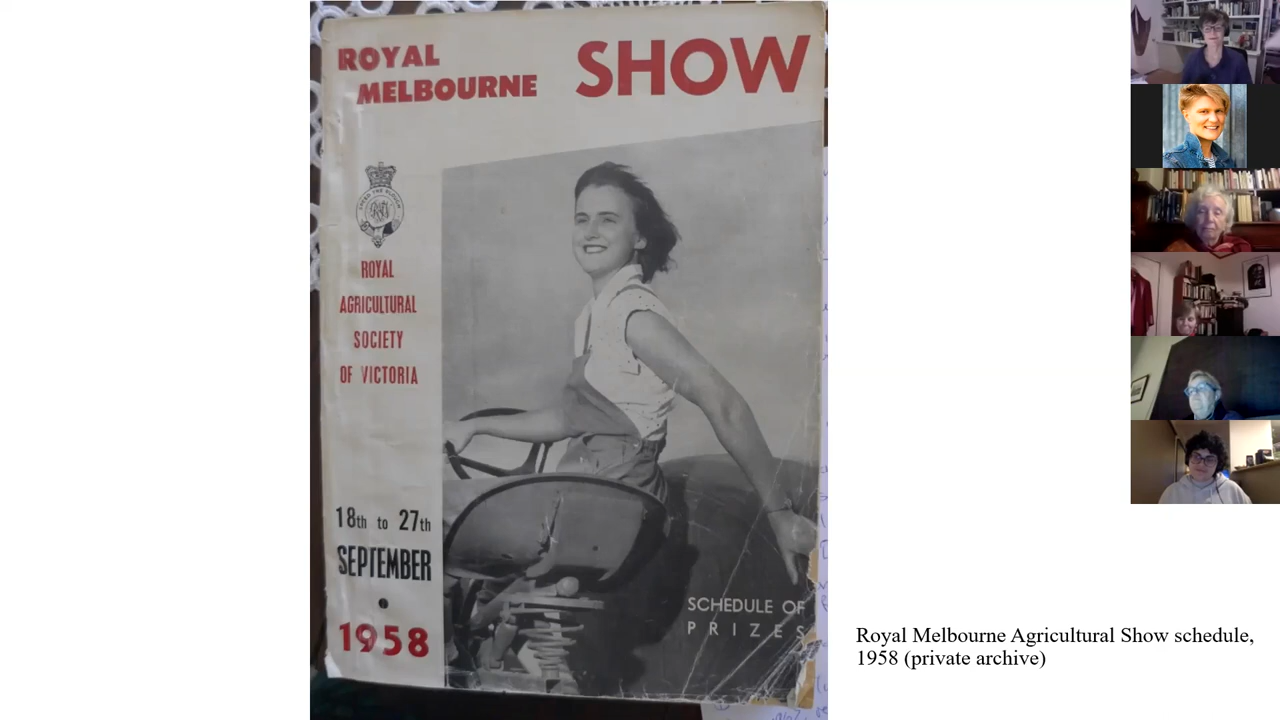 ROYAL
MELBOURNE
SHOW
ROYAL
AGRICULTURAL
SOCIETY
OF VICTORIA
18th to 27th
SEPTEMBER
1958
SCHEDULE OF
PRIZES
Royal Melbourne Agricultural Show schedule,
1958 (private archive)